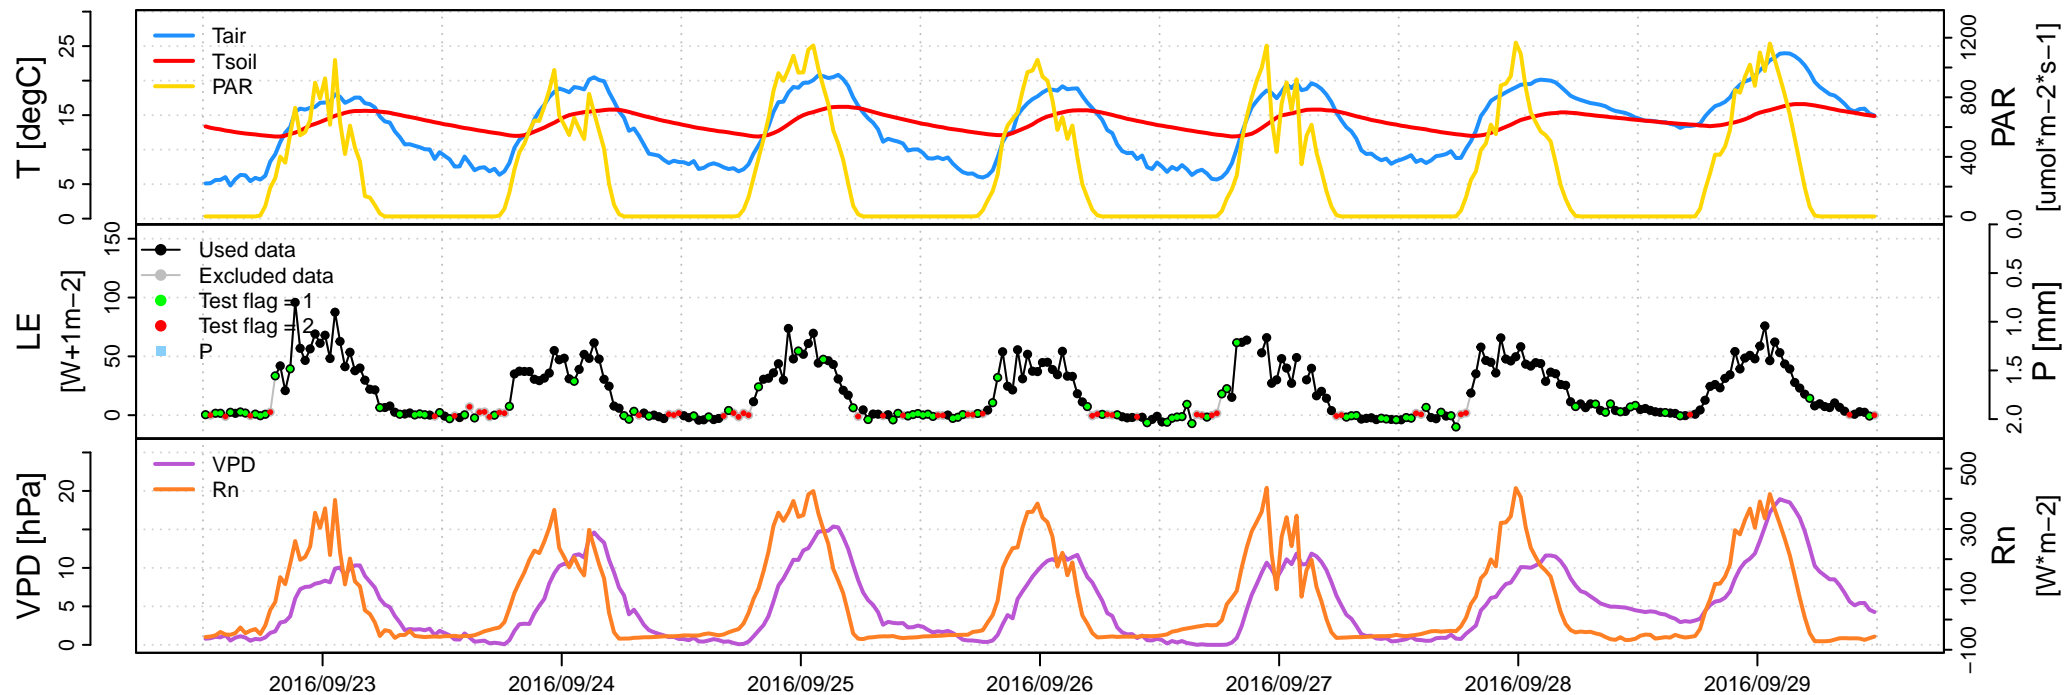 T [degC]
0
5
15
25
Tair
Tsoil
PAR
0
400
800
1200
PAR
[umol*m−2*s−1]
LE
[W+1m−2]
0
50
100
150
Used data
Excluded data
Test flag = 1
Test flag = 2
P
0.0
0.5
1.0
1.5
2.0
P [mm]
VPD [hPa]
0
5
10
20
VPD
Rn
−100
100
300
500
Rn
[W*m−2]
2016/09/23
2016/09/24
2016/09/25
2016/09/26
2016/09/27
2016/09/28
2016/09/29